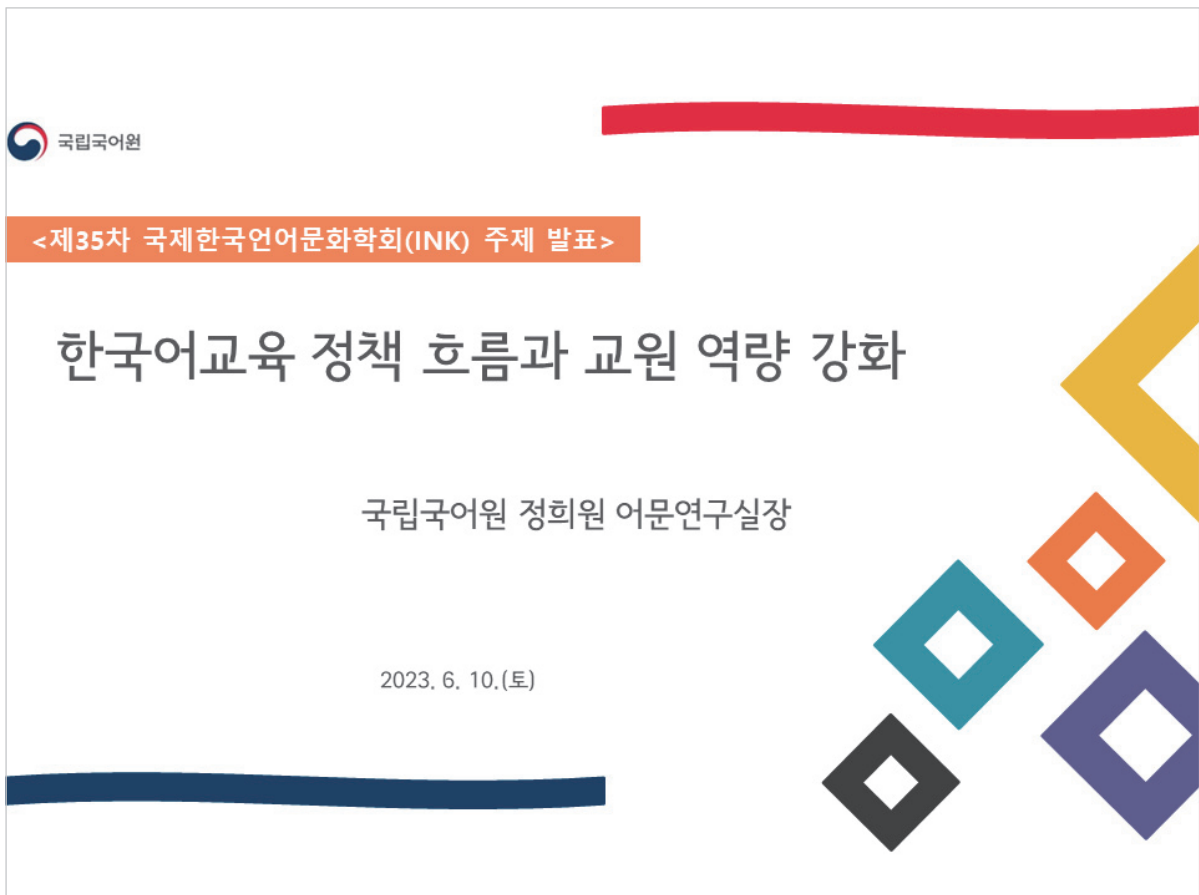 국립국어원
<제35차 국제한국언어문화학회(INK) 주제 발표>
한국어교육 정책 흐름과 교원 역량 강화
국립국어원 정희원 어문연구실장
2023. 6. 10.(토)